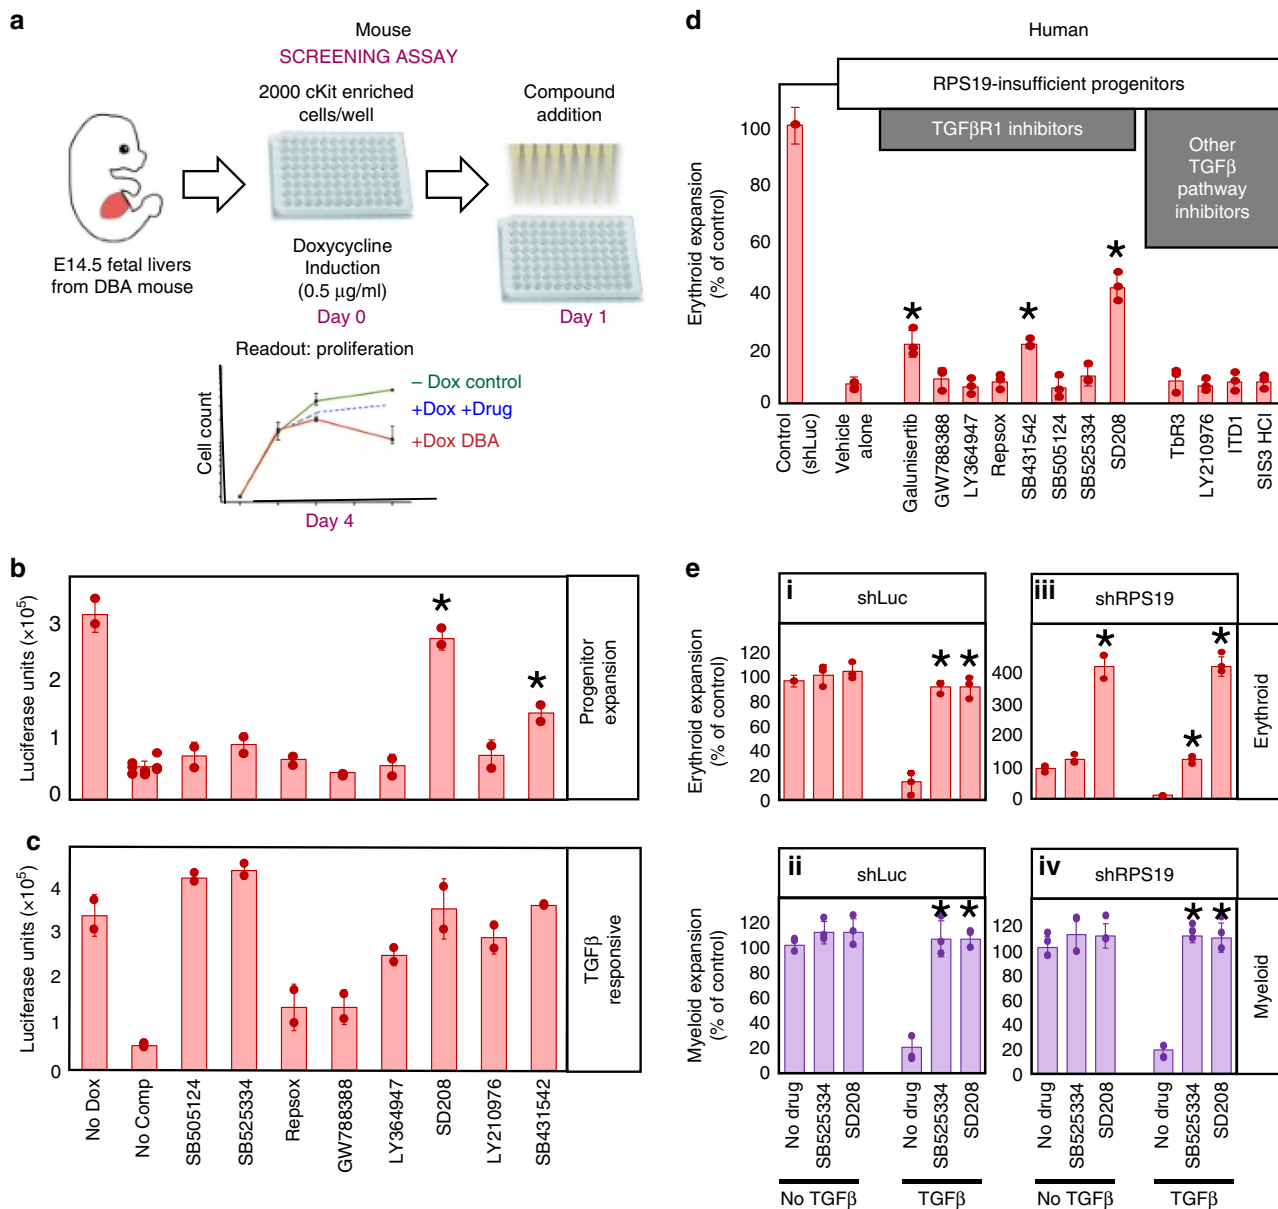 a
Mouse
SCREENING ASSAY
2000 cKit enriched
cells/well
Compound
addition
E14.5 fetal livers
from DBA mouse
Doxycycline
Induction
(0.5 μg/ml)
Day 0
Day 1
Readout: proliferation
Cell count
– Dox control
+Dox +Drug
+Dox DBA
Day 4
b
Luciferase units (×10⁵)
3
2
1
0
Progenitor
expansion
c
Luciferase units (×10⁵)
4
3
2
1
0
TGFβ
responsive
No Dox
No Comp
SB505124
SB525334
Repsox
GW788388
LY364947
SD208
LY210976
SB431542
d
Human
RPS19-insufficient progenitors
TGFβR1 inhibitors
Other
TGFβ
pathway
inhibitors
Erythroid expansion
(% of control)
100
80
60
40
20
0
Control
(shLuc)
Vehicle
alone
Galunisertib
GW788388
LY364947
Repsox
SB431542
SB505124
SB525334
SD208
TbR3
LY210976
ITD1
SIS3 HCl
e
i
shLuc
Erythroid expansion
(% of control)
120
100
80
60
40
20
0
iii
shRPS19
400
300
200
100
0
Erythroid
ii
shLuc
Myeloid expansion
(% of control)
120
100
80
60
40
20
0
iv
shRPS19
120
100
80
60
40
20
0
Myeloid
No drug
SB525334
SD208
No drug
SB525334
SD208
No drug
SB525334
SD208
No drug
SB525334
SD208
No TGFβ
TGFβ
No TGFβ
TGFβ